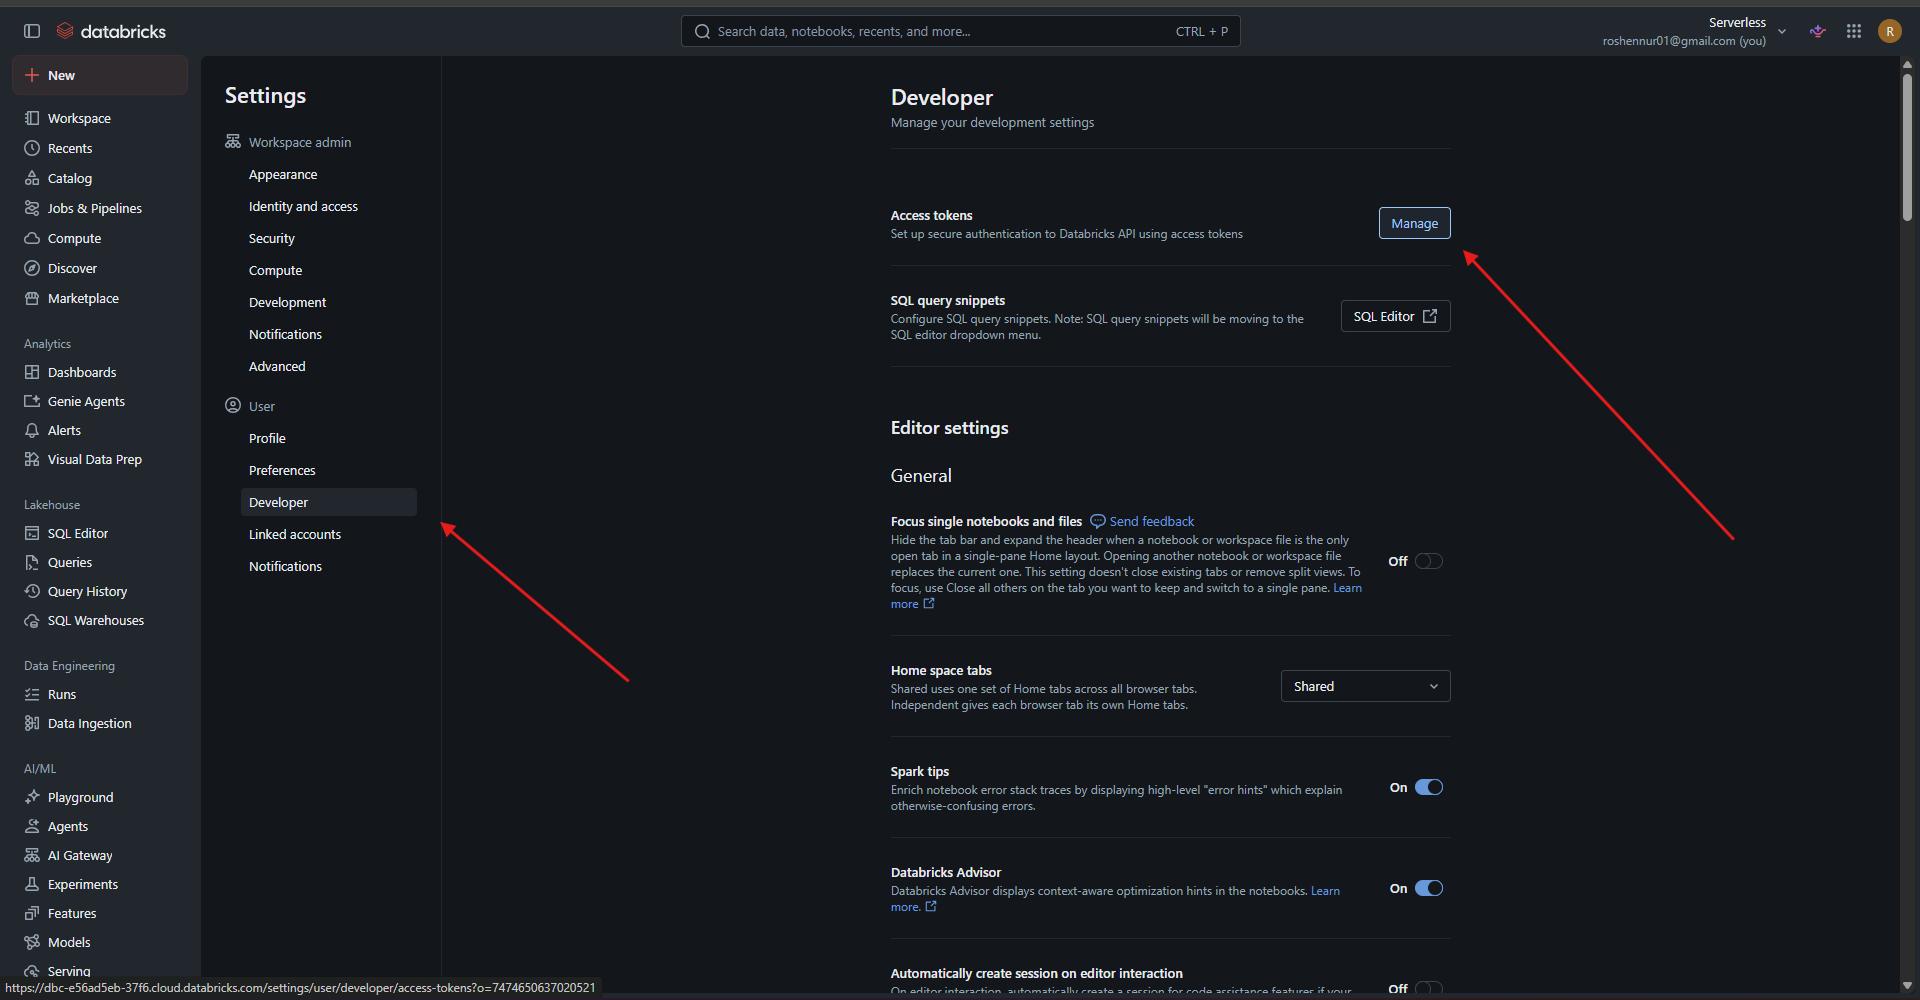 databricks
Search data, notebooks, recents, and more...
CTRL + P
Serverless
roshennur01@gmail.com (you)
R
New
Workspace
Recents
Catalog
Jobs & Pipelines
Compute
Discover
Marketplace
Analytics
Dashboards
Genie Agents
Alerts
Visual Data Prep
Lakehouse
SQL Editor
Queries
Query History
SQL Warehouses
Data Engineering
Runs
Data Ingestion
AI/ML
Playground
Agents
AI Gateway
Experiments
Features
Models
Serving
Settings
Workspace admin
Appearance
Identity and access
Security
Compute
Development
Notifications
Advanced
User
Profile
Preferences
Developer
Linked accounts
Notifications
Developer
Manage your development settings
Access tokens
Set up secure authentication to Databricks API using access tokens
Manage
SQL query snippets
Configure SQL query snippets. Note: SQL query snippets will be moving to the
SQL editor dropdown menu.
SQL Editor
Editor settings
General
Focus single notebooks and files Send feedback
Hide the tab bar and expand the header when a notebook or workspace file is the only
open tab in a single-pane Home layout. Opening another notebook or workspace file
replaces the current one. This setting doesn't close existing tabs or remove split views. To
focus, use Close all others on the tab you want to keep and switch to a single pane. Learn
more
Off
Home space tabs
Shared uses one set of Home tabs across all browser tabs.
Independent gives each browser tab its own Home tabs.
Shared
Spark tips
Enrich notebook error stack traces by displaying high-level "error hints" which explain
otherwise-confusing errors.
On
Databricks Advisor
Databricks Advisor displays context-aware optimization hints in the notebooks. Learn
more.
On
Automatically create session on editor interaction
On editor interaction, automatically create a session for code assistance features if your
Off
https://dbc-e56ad5eb-37f6.cloud.databricks.com/settings/user/developer/access-tokens?o=7474650637020521